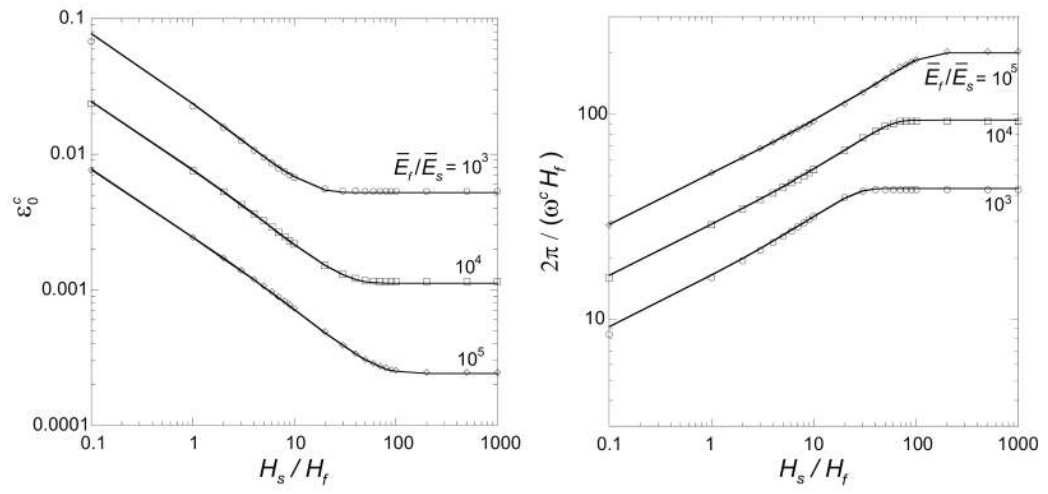 0.1
0.01
0.001
0.0001
ε₀ᶜ
Ē_f/Ē_s = 10³
10⁴
10⁵
0.1 1 10 100 1000
H_s / H_f
100
10
2π / (ωᶜ H_f)
Ē_f/Ē_s = 10⁵
10⁴
10³
0.1 1 10 100 1000
H_s / H_f